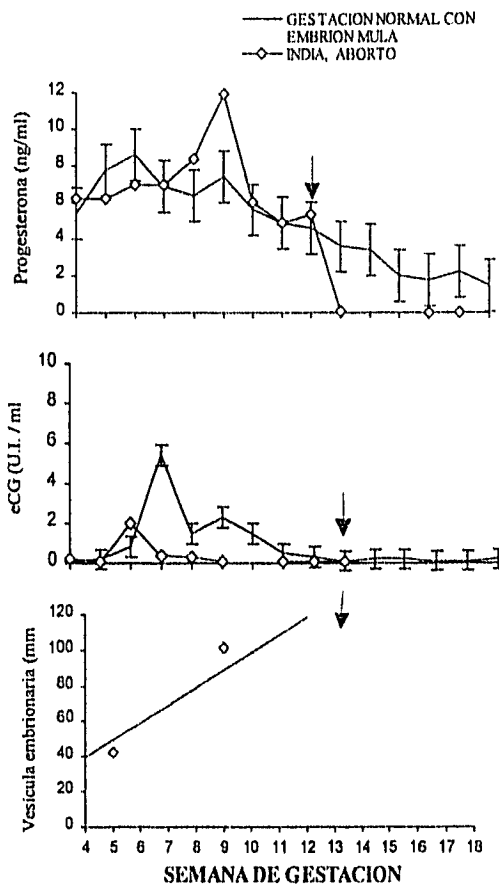 GESTACION NORMAL CON
EMBRION MULA
INDIA, ABORTO
Progesterona (ng/ml)
12
10
8
6
4
2
0
eCG (U.I. / ml
10
8
6
4
2
0
Vesícula embrionaria (mm
120
100
80
60
40
20
0
4 5 6 7 8 9 10 11 12 13 14 15 16 17 18
SEMANA DE GESTACION